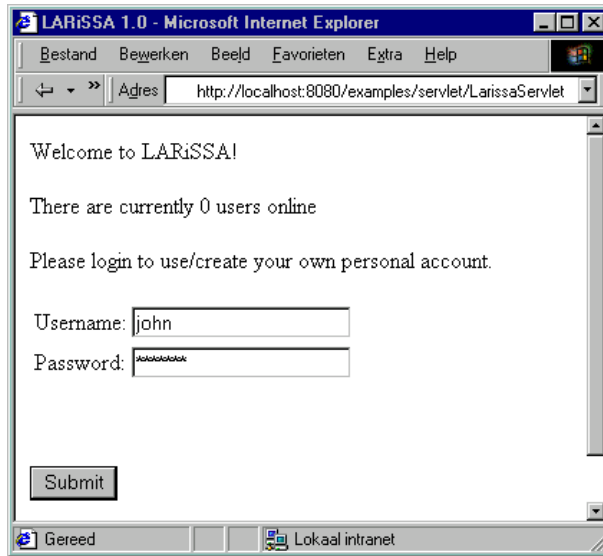 LARiSSA 1.0 - Microsoft Internet Explorer
Bestand Bewerken Beeld Favorieten Extra Help
» Adres http://localhost:8080/examples/servlet/LarissaServlet
Welcome to LARiSSA!
There are currently 0 users online
Please login to use/create your own personal account.
Username: john
Password: ********
Submit
Gereed Lokaal intranet